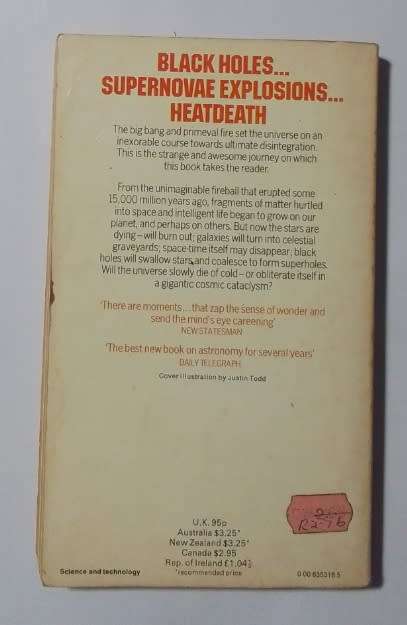 BLACK HOLES...
SUPERNOVAE EXPLOSIONS...
HEATDEATH
The big bang and primeval fire set the universe on an
inexorable course towards ultimate disintegration.
This is the strange and awesome journey on which
this book takes the reader.
From the unimaginable fireball that erupted some
15,000 million years ago, fragments of matter hurtled
into space and intelligent life began to grow on our
planet, and perhaps on others. But now the stars are
dying – will burn out; galaxies will turn into celestial
graveyards; space-time itself may disappear; black
holes will swallow stars and coalesce to form superholes.
Will the universe slowly die of cold – or obliterate itself in
a gigantic cosmic cataclysm?
'There are moments...that zap the sense of wonder and
send the mind's eye careening'
NEW STATESMAN
'The best new book on astronomy for several years'
DAILY TELEGRAPH
Cover illustration by Justin Todd
U.K. 95p
Australia $3.25*
New Zealand $3.25*
Canada $2.95
Rep. of Ireland £1.04½
*recommended price
Science and technology
0 00 635318 5